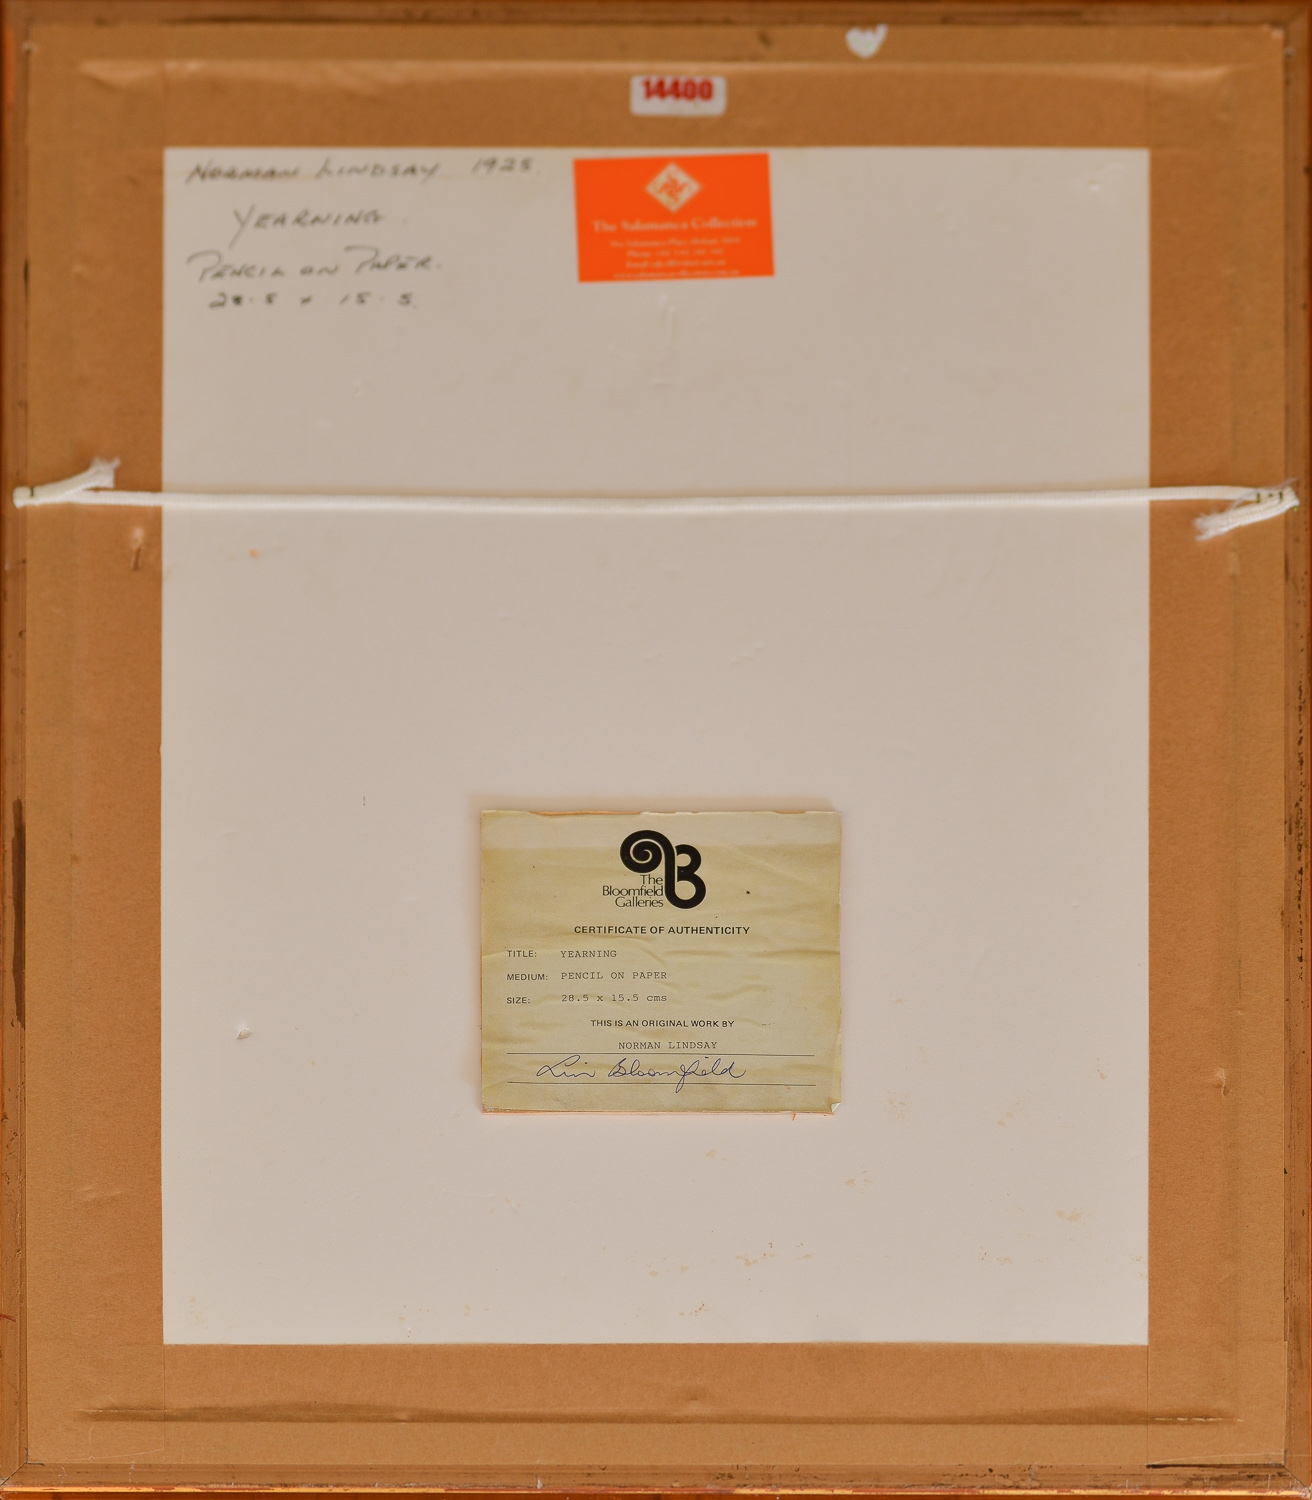 14400
NORMAN LINDSAY 1925.
YEARNING.
PENCIL ON PAPER.
28.5 x 15.5.
The Salamanca Collection
The
Bloomfield
Galleries
CERTIFICATE OF AUTHENTICITY
TITLE: YEARNING
MEDIUM: PENCIL ON PAPER
SIZE: 28.5 x 15.5 cms
THIS IS AN ORIGINAL WORK BY
NORMAN LINDSAY
Lin Bloomfield